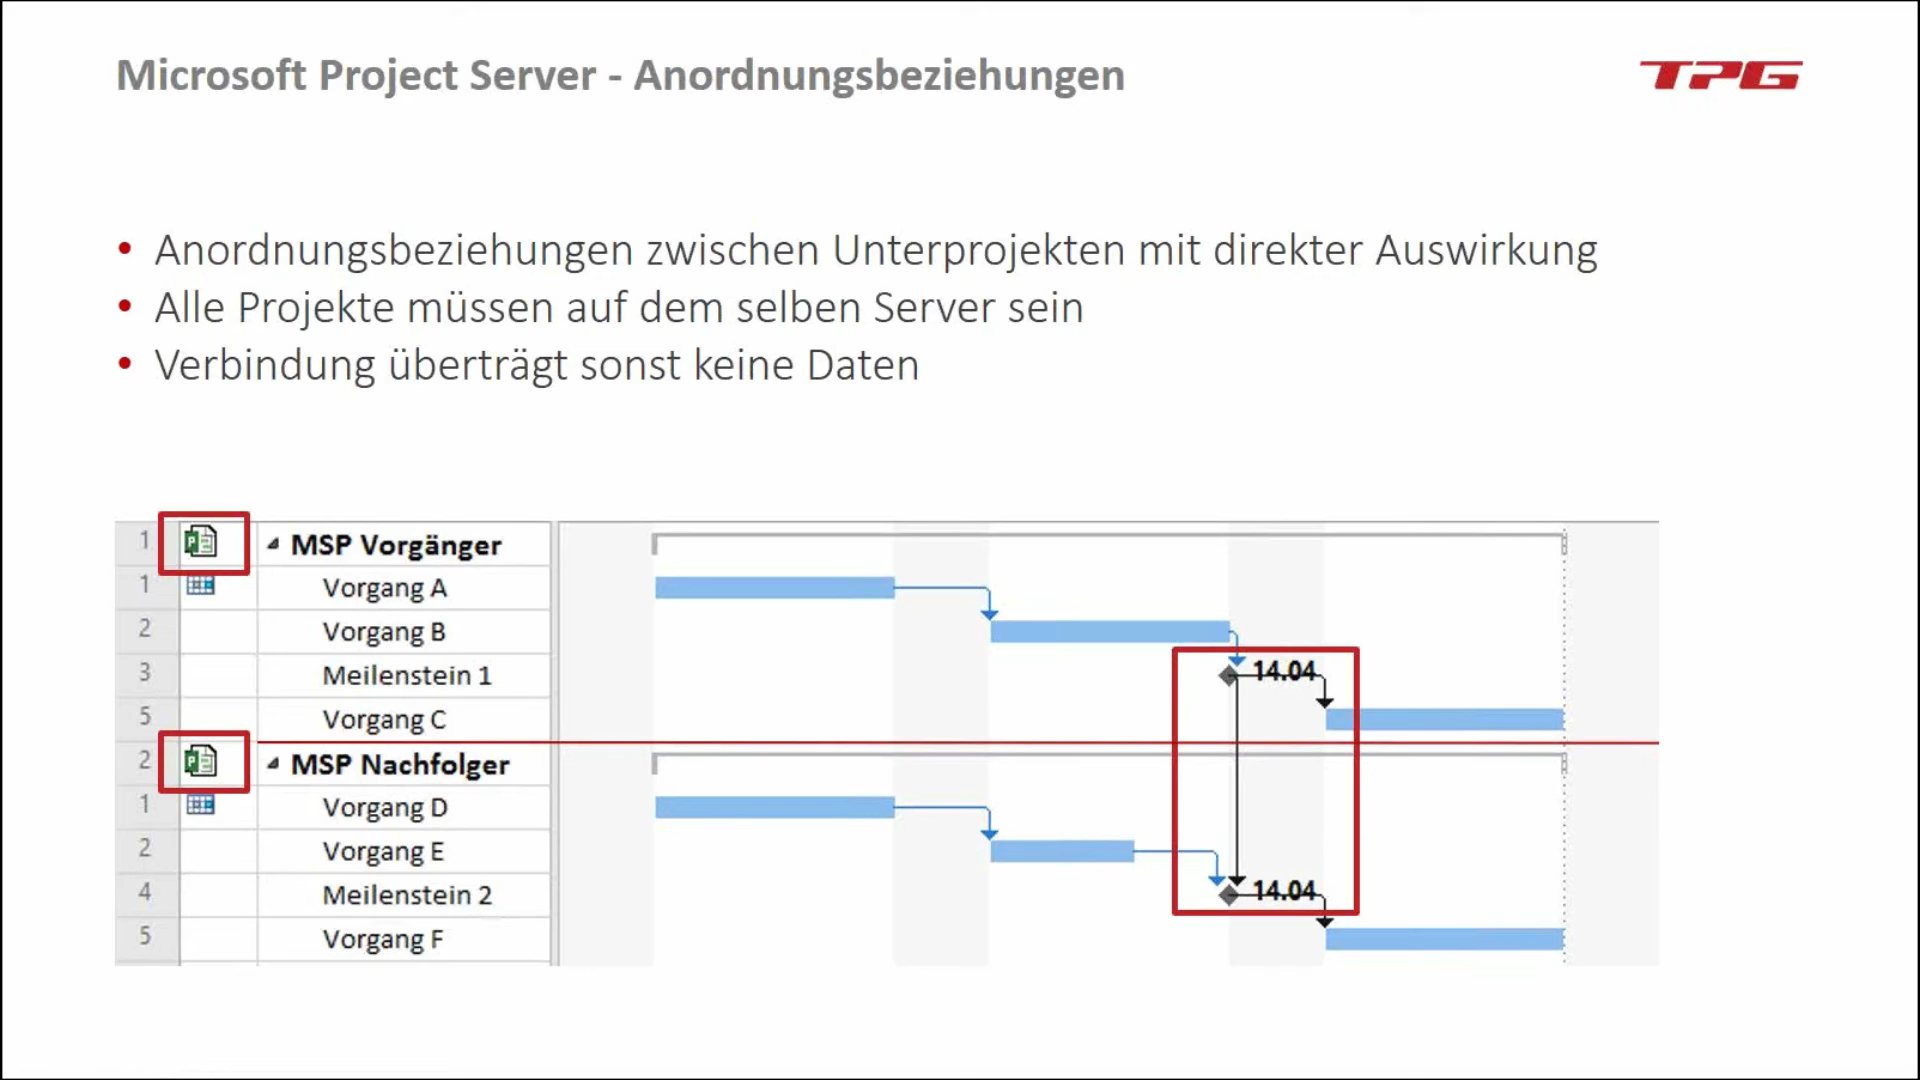 Microsoft Project Server - Anordnungsbeziehungen
TPG
• Anordnungsbeziehungen zwischen Unterprojekten mit direkter Auswirkung
• Alle Projekte müssen auf dem selben Server sein
• Verbindung überträgt sonst keine Daten
1 MSP Vorgänger
1 Vorgang A
2 Vorgang B
3 Meilenstein 1 14.04
5 Vorgang C
2 MSP Nachfolger
1 Vorgang D
2 Vorgang E
4 Meilenstein 2 14.04
5 Vorgang F